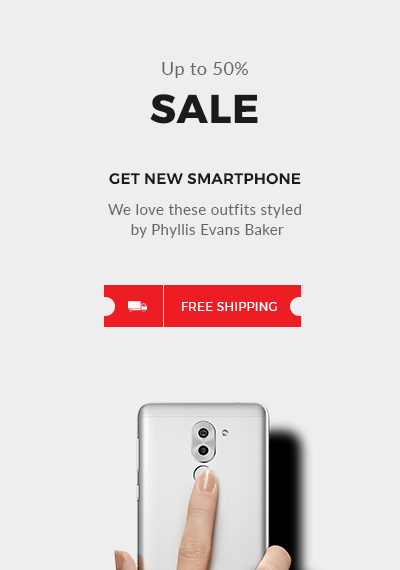 Up to 50%
SALE
GET NEW SMARTPHONE
We love these outfits styled
by Phyllis Evans Baker
FREE SHIPPING